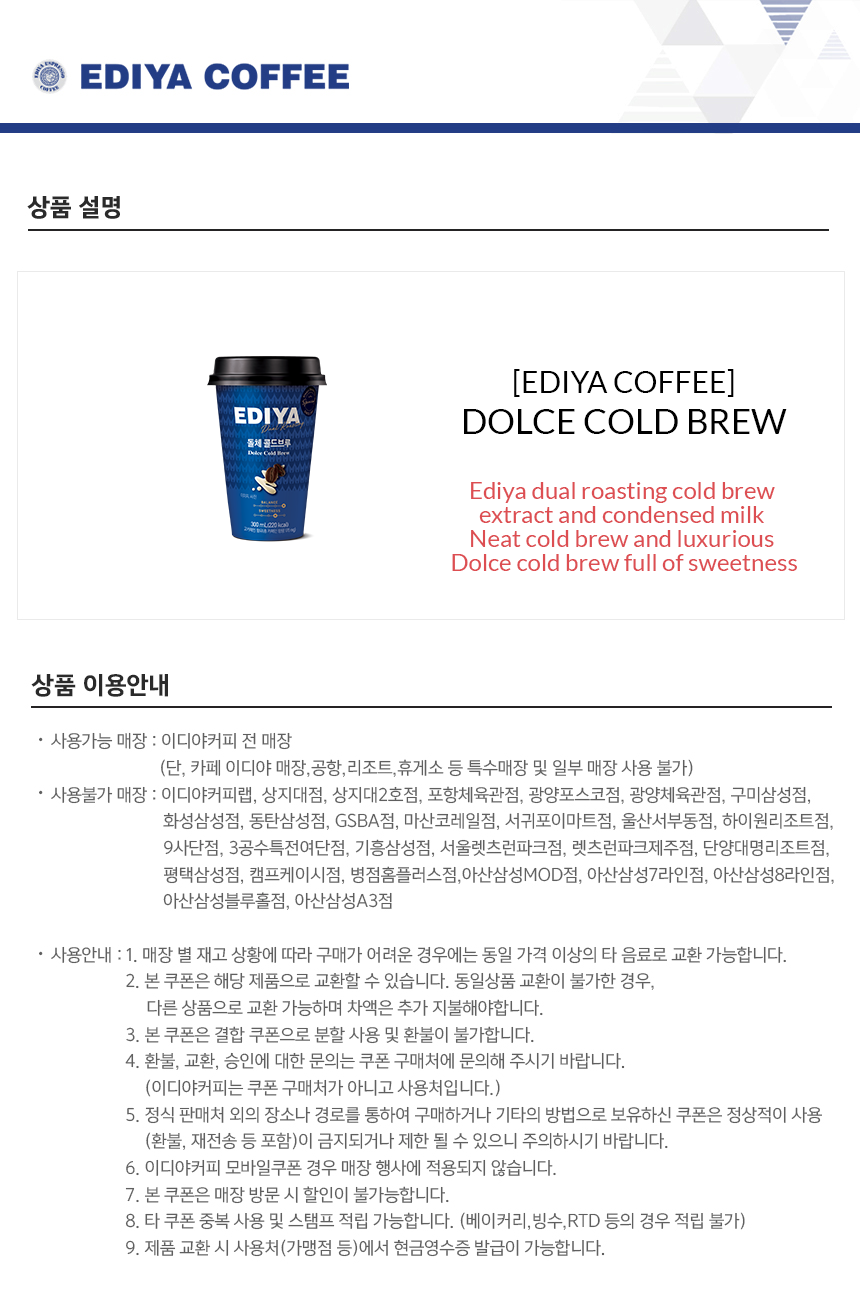 EDIYA ESPRESSO COFFEE
EDIYA COFFEE
상품 설명
EDIYA
Dual Roasting
돌체 콜드브루
Dolce Cold Brew
BALANCE
SWEETNESS
300 mL(220 kcal)
[EDIYA COFFEE]
DOLCE COLD BREW
Ediya dual roasting cold brew
extract and condensed milk
Neat cold brew and luxurious
Dolce cold brew full of sweetness
상품 이용안내
· 사용가능 매장 : 이디야커피 전 매장
(단, 카페 이디야 매장,공항,리조트,휴게소 등 특수매장 및 일부 매장 사용 불가)
· 사용불가 매장 : 이디야커피랩, 상지대점, 상지대2호점, 포항체육관점, 광양포스코점, 광양체육관점, 구미삼성점,
화성삼성점, 동탄삼성점, GSBA점, 마산코레일점, 서귀포이마트점, 울산서부동점, 하이원리조트점,
9사단점, 3공수특전여단점, 기흥삼성점, 서울렛츠런파크점, 렛츠런파크제주점, 단양대명리조트점,
평택삼성점, 캠프케이시점, 병점홈플러스점,아산삼성MOD점, 아산삼성7라인점, 아산삼성8라인점,
아산삼성블루홀점, 아산삼성A3점
· 사용안내 : 1. 매장 별 재고 상황에 따라 구매가 어려운 경우에는 동일 가격 이상의 타 음료로 교환 가능합니다.
2. 본 쿠폰은 해당 제품으로 교환할 수 있습니다. 동일상품 교환이 불가한 경우,
다른 상품으로 교환 가능하며 차액은 추가 지불해야합니다.
3. 본 쿠폰은 결합 쿠폰으로 분할 사용 및 환불이 불가합니다.
4. 환불, 교환, 승인에 대한 문의는 쿠폰 구매처에 문의해 주시기 바랍니다.
(이디야커피는 쿠폰 구매처가 아니고 사용처입니다.)
5. 정식 판매처 외의 장소나 경로를 통하여 구매하거나 기타의 방법으로 보유하신 쿠폰은 정상적이 사용
(환불, 재전송 등 포함)이 금지되거나 제한 될 수 있으니 주의하시기 바랍니다.
6. 이디야커피 모바일쿠폰 경우 매장 행사에 적용되지 않습니다.
7. 본 쿠폰은 매장 방문 시 할인이 불가능합니다.
8. 타 쿠폰 중복 사용 및 스탬프 적립 가능합니다. (베이커리,빙수,RTD 등의 경우 적립 불가)
9. 제품 교환 시 사용처(가맹점 등)에서 현금영수증 발급이 가능합니다.